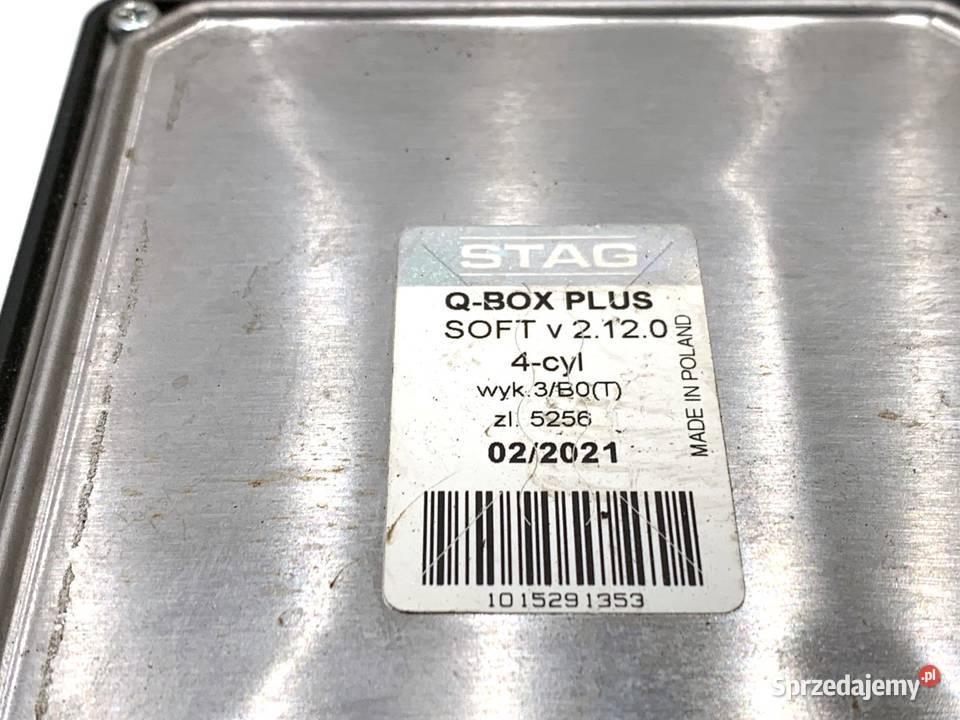 STAG
Q-BOX PLUS
SOFT v 2.12.0
4-cyl
wyk.3/B0(T)
zl. 5256
02/2021
MADE IN POLAND
1015291353
Sprzedajemy.pl